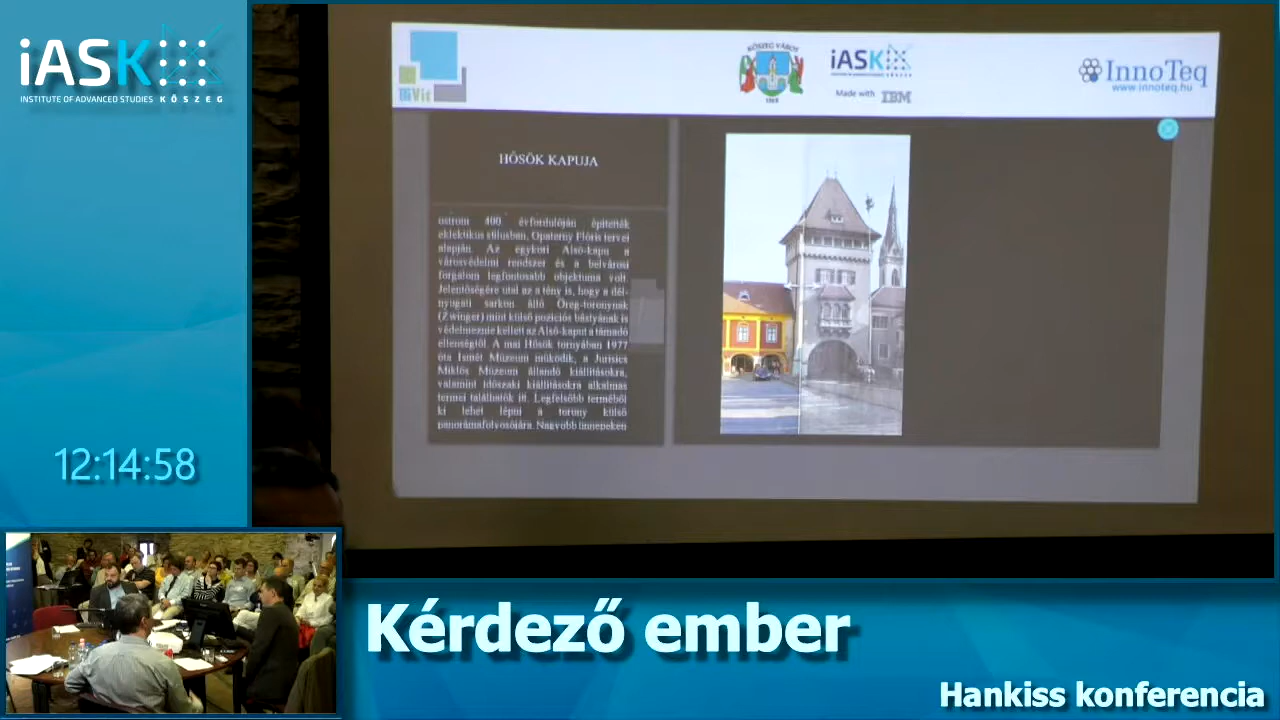 iASK
INSTITUTE OF ADVANCED STUDIES KŐSZEG
KŐSZEG VÁROS
1328
iASK
Made with IBM
InnoTeq
www.innoteq.hu
HŐSÖK KAPUJA
ostrom 400. évfordulóján építették
eklektikus stílusban, Opaterny Flóris tervei
alapján. Az egykori Alsó-kapu a
városvédelmi rendszer és a belvárosi
forgalom legfontosabb objektuma volt.
Jelentőségére utal az a tény is, hogy a dél-
nyugati sarkon álló Öreg-toronynak
(Zwinger) mint külső pozíciós bástyának is
védelmeznie kellett az Alsó-kaput a támadó
ellenségtől. A mai Hősök tornyában 1977
óta Ismét Múzeum működik, a Jurisics
Miklós Múzeum állandó kiállításokra,
valamint időszaki kiállításokra alkalmas
termei találhatók itt. Legfelsőbb terméből
ki lehet lépni a torony külső
panorámafolyosójára. Nagyobb ünnepeken
12:14:58
Kérdező ember
Hankiss konferencia